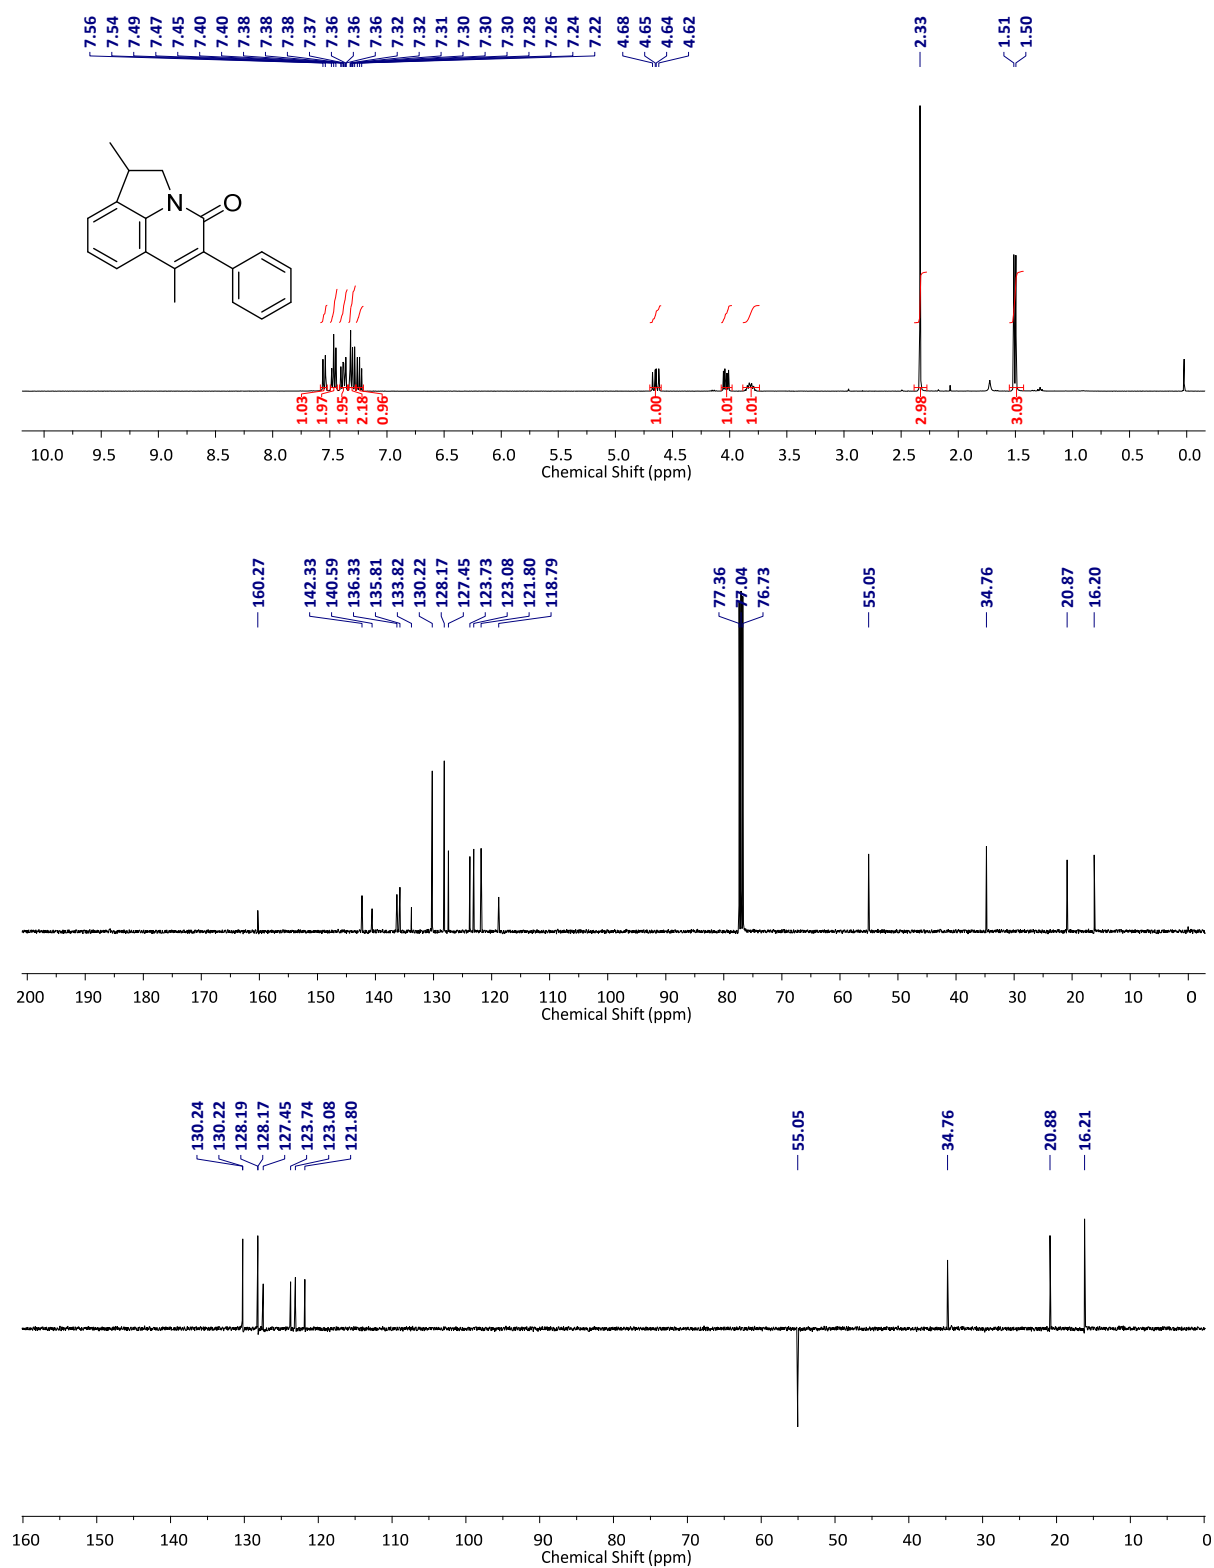 7.56 7.54 7.49 7.47 7.45 7.40 7.40 7.38 7.38 7.38 7.37 7.36 7.36 7.36 7.32 7.32 7.31 7.30 7.30 7.30 7.28 7.26 7.24 7.22 4.68 4.65 4.64 4.62 2.33 1.51 1.50
N O
1.03 1.97 1.95 2.18 0.96 1.00 1.01 1.01 2.98 3.03
10.0 9.5 9.0 8.5 8.0 7.5 7.0 6.5 6.0 5.5 5.0 4.5 4.0 3.5 3.0 2.5 2.0 1.5 1.0 0.5 0.0
Chemical Shift (ppm)
160.27 142.33 140.59 136.33 135.81 133.82 130.22 128.17 127.45 123.73 123.08 121.80 118.79 77.36 77.04 76.73 55.05 34.76 20.87 16.20
200 190 180 170 160 150 140 130 120 110 100 90 80 70 60 50 40 30 20 10 0
Chemical Shift (ppm)
130.24 130.22 128.19 128.17 127.45 123.74 123.08 121.80 55.05 34.76 20.88 16.21
160 150 140 130 120 110 100 90 80 70 60 50 40 30 20 10 0
Chemical Shift (ppm)